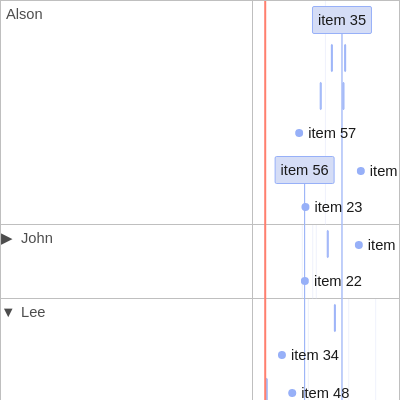 Alson
item 35
item 57
item 56
item
item 23
▶ John
item
item 22
▼ Lee
item 34
item 48